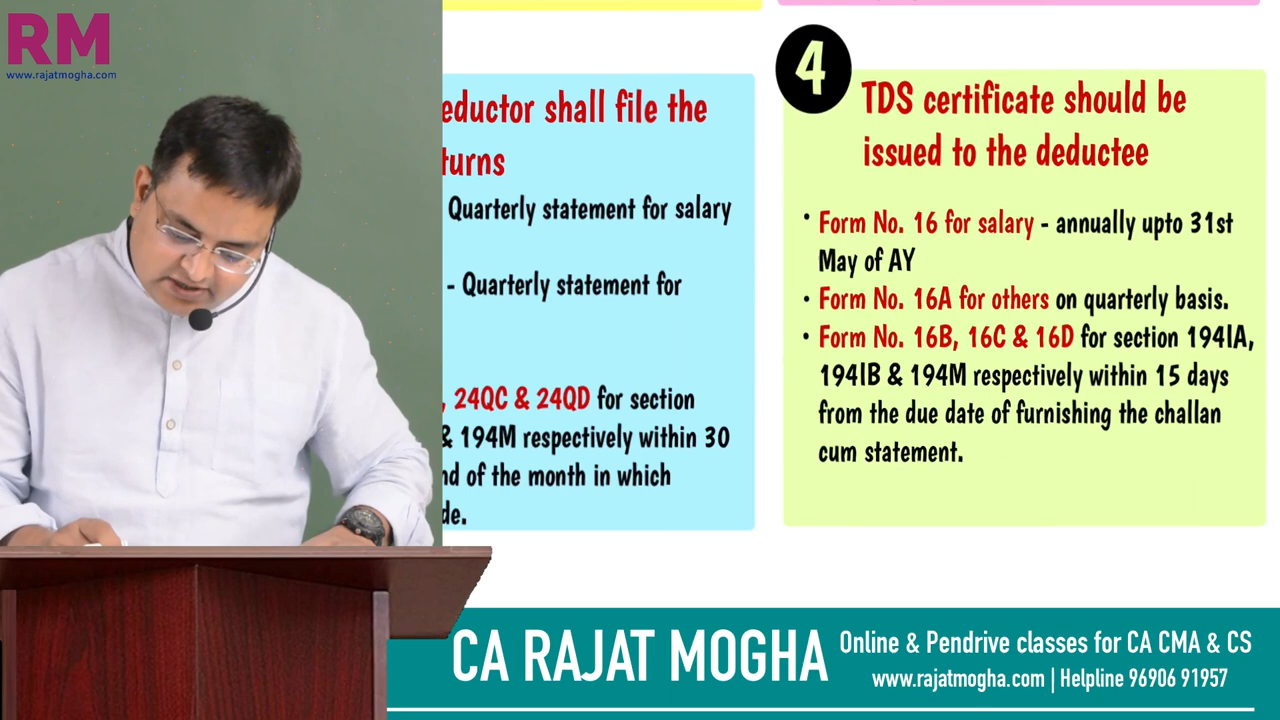 RM
www.rajatmogha.com
eductor shall file the
turns
Quarterly statement for salary
- Quarterly statement for
, 24QC & 24QD for section
& 194M respectively within 30
nd of the month in which
de.
4
TDS certificate should be
issued to the deductee
• Form No. 16 for salary - annually upto 31st
May of AY
• Form No. 16A for others on quarterly basis.
• Form No. 16B, 16C & 16D for section 194IA,
194IB & 194M respectively within 15 days
from the due date of furnishing the challan
cum statement.
CA RAJAT MOGHA
Online & Pendrive classes for CA CMA & CS
www.rajatmogha.com | Helpline 96906 91957